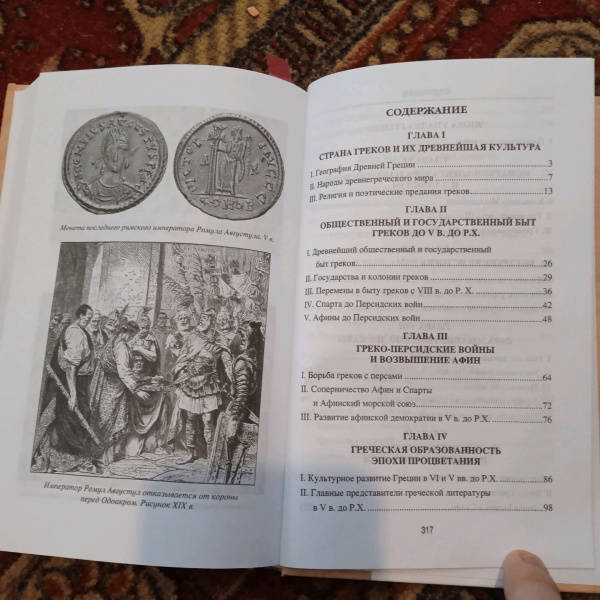 Монета последнего римского императора Ромула Августула. V в.
Император Ромул Августул отказывается от короны
перед Одоакром. Рисунок XIX в.
СОДЕРЖАНИЕ
ГЛАВА I
СТРАНА ГРЕКОВ И ИХ ДРЕВНЕЙШАЯ КУЛЬТУРА
I. География Древней Греции 3
II. Народы древнегреческого мира 7
III. Религия и поэтические предания греков 13
ГЛАВА II
ОБЩЕСТВЕННЫЙ И ГОСУДАРСТВЕННЫЙ БЫТ
ГРЕКОВ ДО V В. ДО Р.Х.
I. Древнейший общественный и государственный
быт греков 26
II. Государства и колонии греков 29
III. Перемены в быту греков с VIII в. до Р. Х. 36
IV. Спарта до Персидских войн 42
V. Афины до Персидских войн 48
ГЛАВА III
ГРЕКО-ПЕРСИДСКИЕ ВОЙНЫ
И ВОЗВЫШЕНИЕ АФИН
I. Борьба греков с персами 64
II. Соперничество Афин и Спарты
и Афинский морской союз 72
III. Развитие афинской демократии в V в. до Р.Х. 76
ГЛАВА IV
ГРЕЧЕСКАЯ ОБРАЗОВАННОСТЬ
ЭПОХИ ПРОЦВЕТАНИЯ
I. Культурное развитие Греции в VI и V вв. до Р.Х. 86
II. Главные представители греческой литературы
в V в. до Р.Х. 98
317